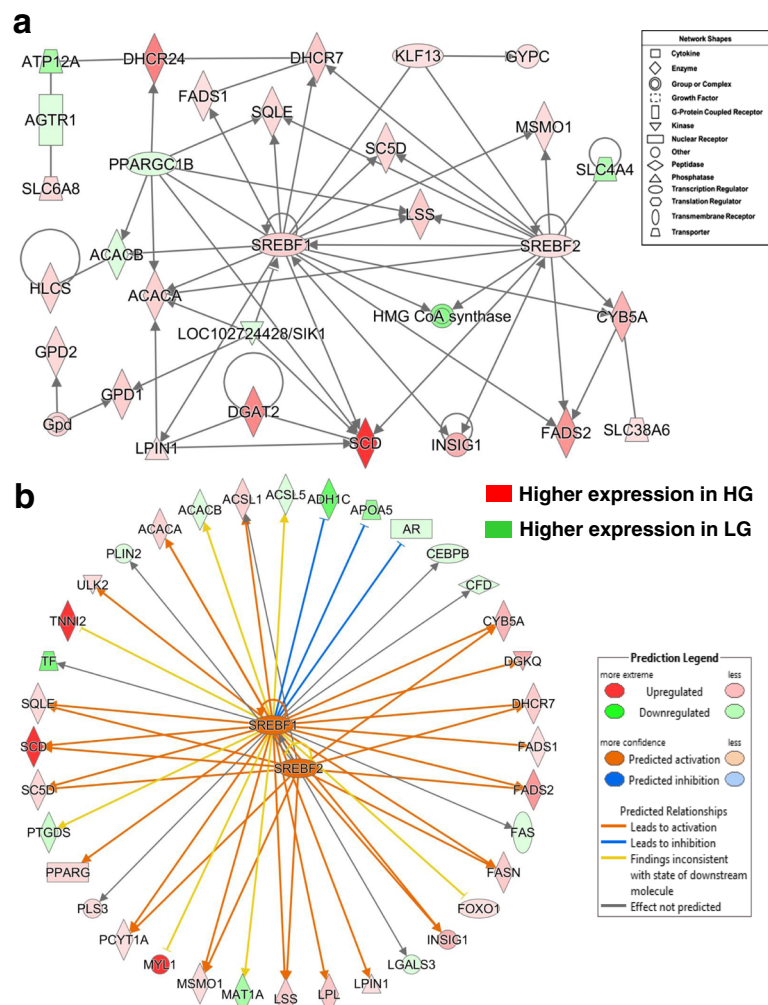 a
ATP12A
DHCR24
DHCR7
KLF13
GYPC
FADS1
SQLE
MSMO1
AGTR1
SC5D
PPARGC1B
SLC4A4
SLC6A8
LSS
SREBF1
SREBF2
ACACB
HLCS
ACACA
HMG CoA synthase
CYB5A
LOC102724428/SIK1
GPD2
GPD1
DGAT2
Gpd
LPIN1
SCD
INSIG1
FADS2
SLC38A6
Network Shapes
Cytokine
Enzyme
Group or Complex
Growth Factor
G-Protein Coupled Receptor
Kinase
Nuclear Receptor
Other
Peptidase
Phosphatase
Transcription Regulator
Translation Regulator
Transmembrane Receptor
Transporter
b
Higher expression in HG
Higher expression in LG
ACSL1
ACSL5
ADH1C
APOA5
AR
CEBPB
CFD
CYB5A
DGKQ
DHCR7
FADS1
FADS2
FAS
FASN
FOXO1
INSIG1
LGALS3
LPIN1
LPL
LSS
MAT1A
MSMO1
MYL1
PCYT1A
PLS3
PPARG
PTGDS
SC5D
SCD
SQLE
TF
TNNI2
ULK2
PLIN2
ACACA
ACACB
SREBF1
SREBF2
Prediction Legend
more extreme less
Upregulated
Downregulated
more confidence less
Predicted activation
Predicted inhibition
Predicted Relationships
Leads to activation
Leads to inhibition
Findings inconsistent
with state of downstream
molecule
Effect not predicted